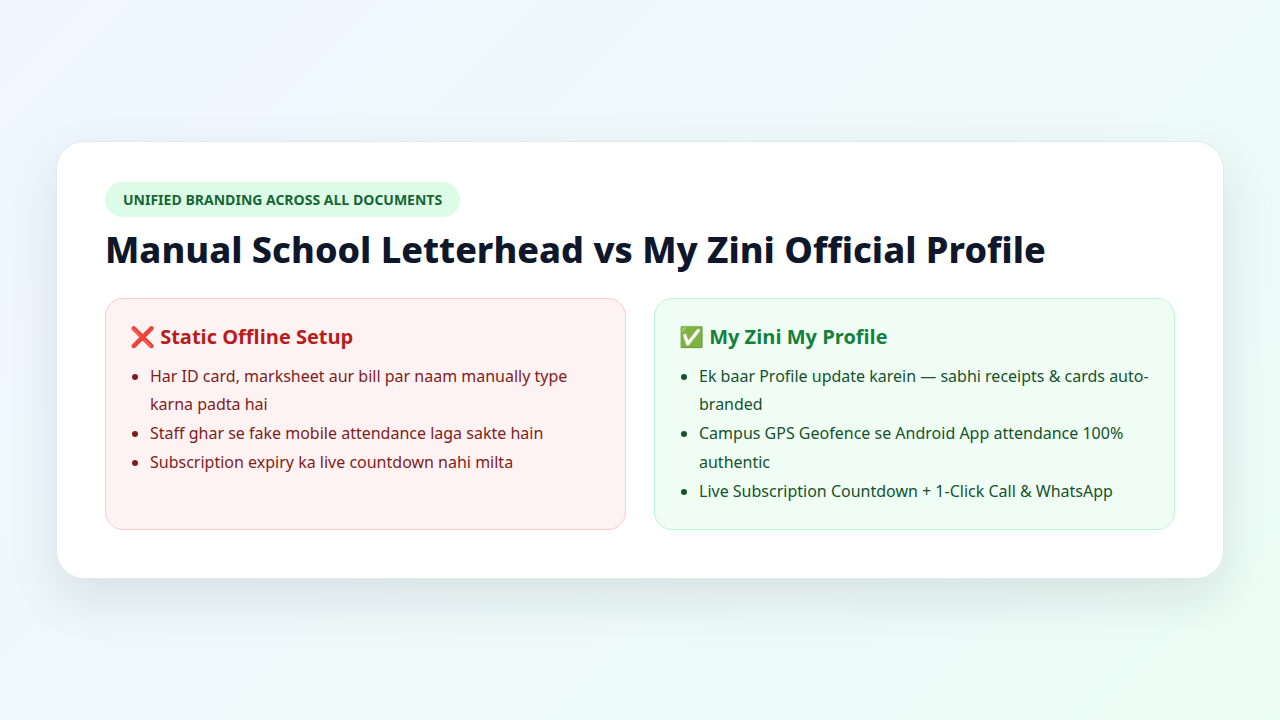 UNIFIED BRANDING ACROSS ALL DOCUMENTS
Manual School Letterhead vs My Zini Official Profile
❌ Static Offline Setup
• Har ID card, marksheet aur bill par naam manually type
karna padta hai
• Staff ghar se fake mobile attendance laga sakte hain
• Subscription expiry ka live countdown nahi milta
✅ My Zini My Profile
• Ek baar Profile update karein — sabhi receipts & cards auto-
branded
• Campus GPS Geofence se Android App attendance 100%
authentic
• Live Subscription Countdown + 1-Click Call & WhatsApp